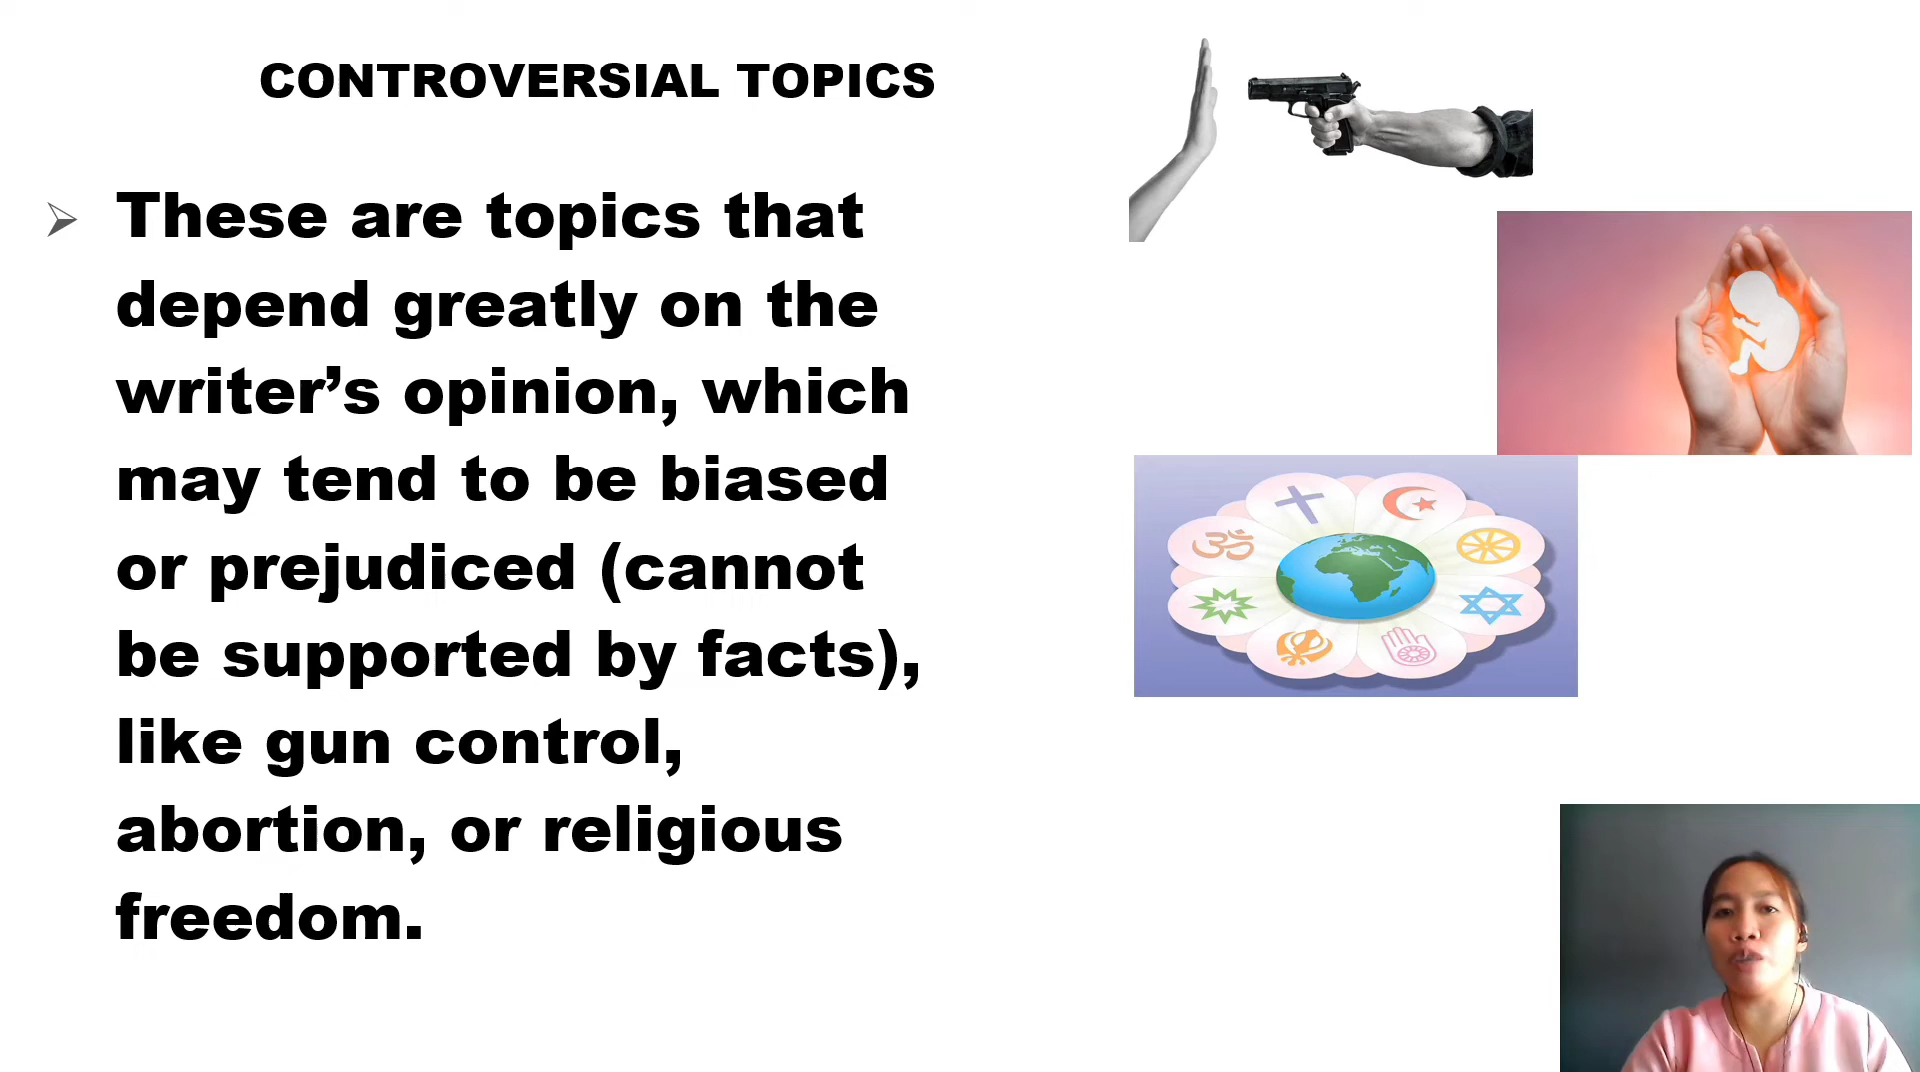 CONTROVERSIAL TOPICS
These are topics that
depend greatly on the
writer’s opinion, which
may tend to be biased
or prejudiced (cannot
be supported by facts),
like gun control,
abortion, or religious
freedom.